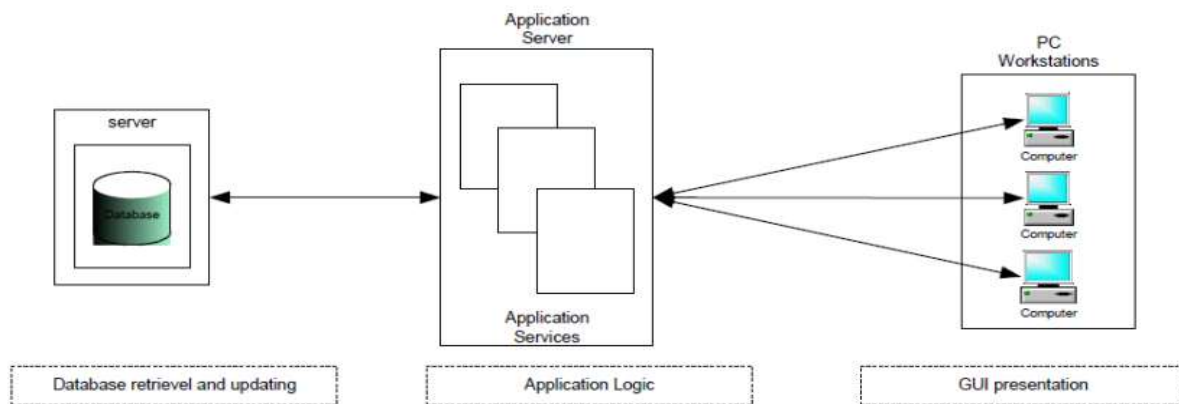 Application
Server
PC
Workstations
server
Database
Computer
Computer
Computer
Application
Services
Database retrievel and updating
Application Logic
GUI presentation